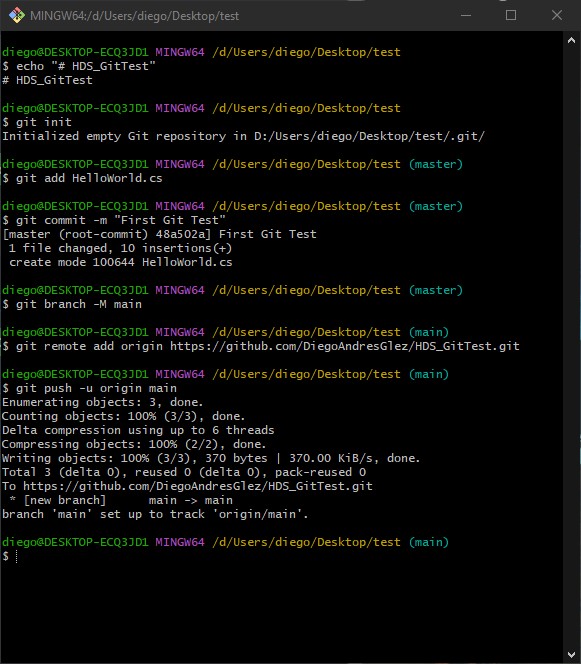 MINGW64:/d/Users/diego/Desktop/test
diego@DESKTOP-ECQ3JD1 MINGW64 /d/Users/diego/Desktop/test
$ echo "# HDS_GitTest"
# HDS_GitTest
diego@DESKTOP-ECQ3JD1 MINGW64 /d/Users/diego/Desktop/test
$ git init
Initialized empty Git repository in D:/Users/diego/Desktop/test/.git/
diego@DESKTOP-ECQ3JD1 MINGW64 /d/Users/diego/Desktop/test (master)
$ git add HelloWorld.cs
diego@DESKTOP-ECQ3JD1 MINGW64 /d/Users/diego/Desktop/test (master)
$ git commit -m "First Git Test"
[master (root-commit) 48a502a] First Git Test
 1 file changed, 10 insertions(+)
 create mode 100644 HelloWorld.cs
diego@DESKTOP-ECQ3JD1 MINGW64 /d/Users/diego/Desktop/test (master)
$ git branch -M main
diego@DESKTOP-ECQ3JD1 MINGW64 /d/Users/diego/Desktop/test (main)
$ git remote add origin https://github.com/DiegoAndresGlez/HDS_GitTest.git
diego@DESKTOP-ECQ3JD1 MINGW64 /d/Users/diego/Desktop/test (main)
$ git push -u origin main
Enumerating objects: 3, done.
Counting objects: 100% (3/3), done.
Delta compression using up to 6 threads
Compressing objects: 100% (2/2), done.
Writing objects: 100% (3/3), 370 bytes | 370.00 KiB/s, done.
Total 3 (delta 0), reused 0 (delta 0), pack-reused 0
To https://github.com/DiegoAndresGlez/HDS_GitTest.git
 * [new branch]      main -> main
branch 'main' set up to track 'origin/main'.
diego@DESKTOP-ECQ3JD1 MINGW64 /d/Users/diego/Desktop/test (main)
$